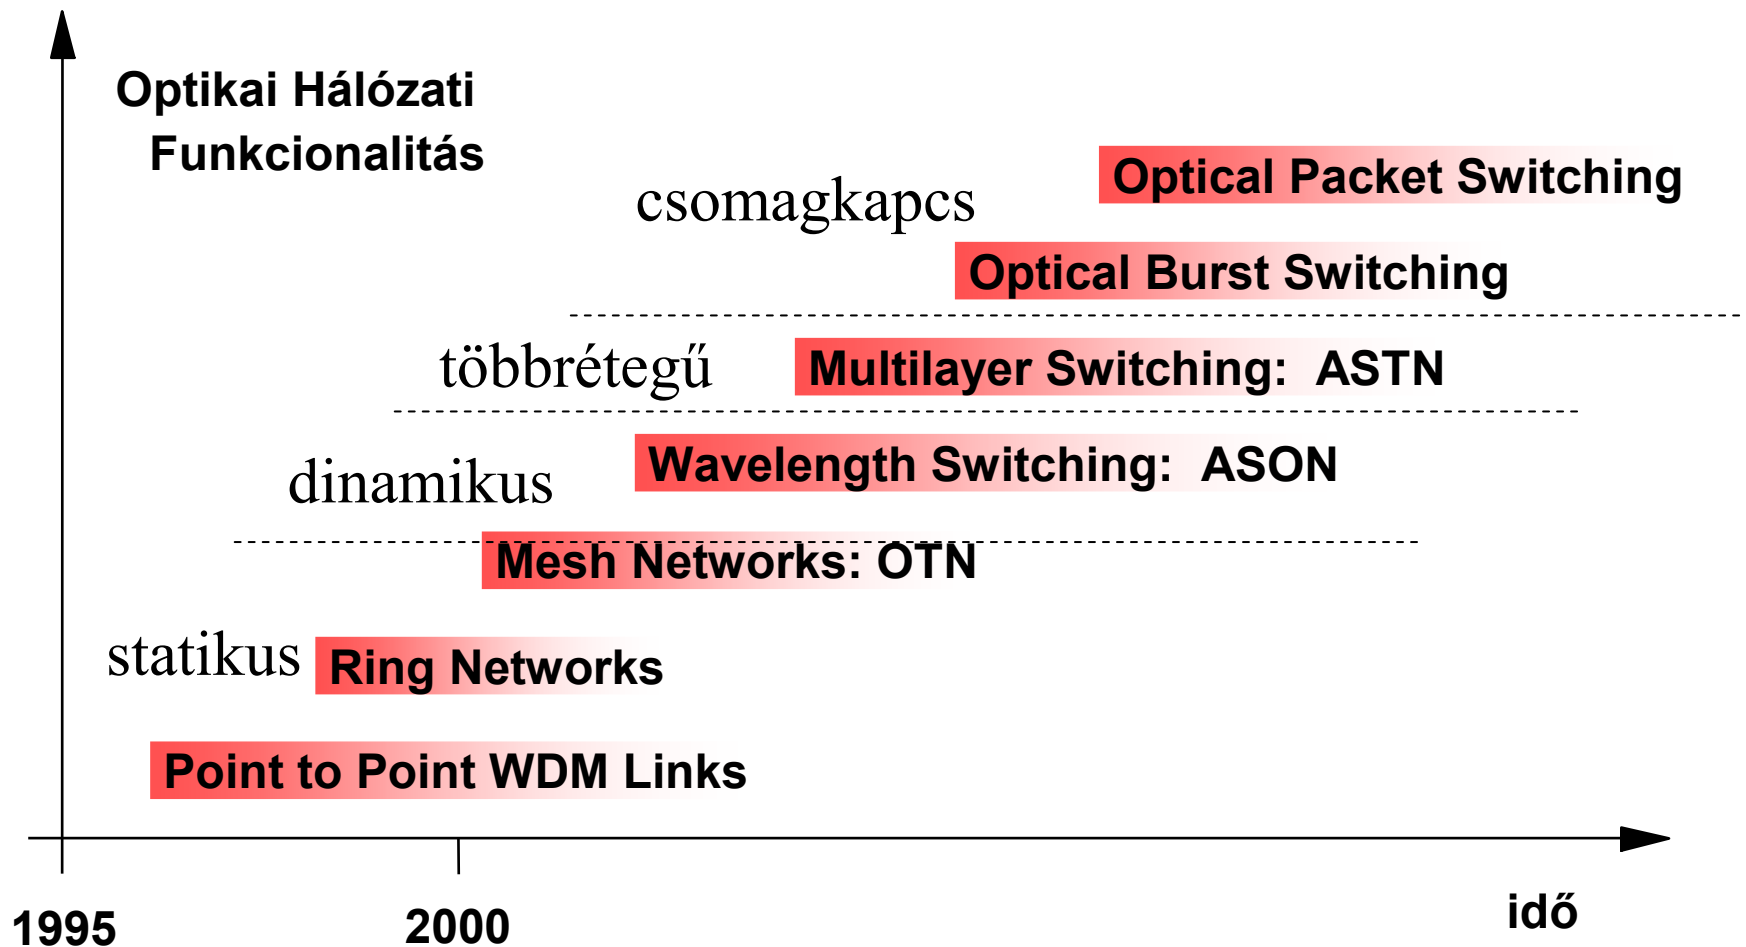 Optikai Hálózati
Funkcionalitás
Optical Packet Switching
csomagkapcs
Optical Burst Switching
többrétegű
Multilayer Switching: ASTN
dinamikus
Wavelength Switching: ASON
Mesh Networks: OTN
statikus
Ring Networks
Point to Point WDM Links
1995
2000
idő